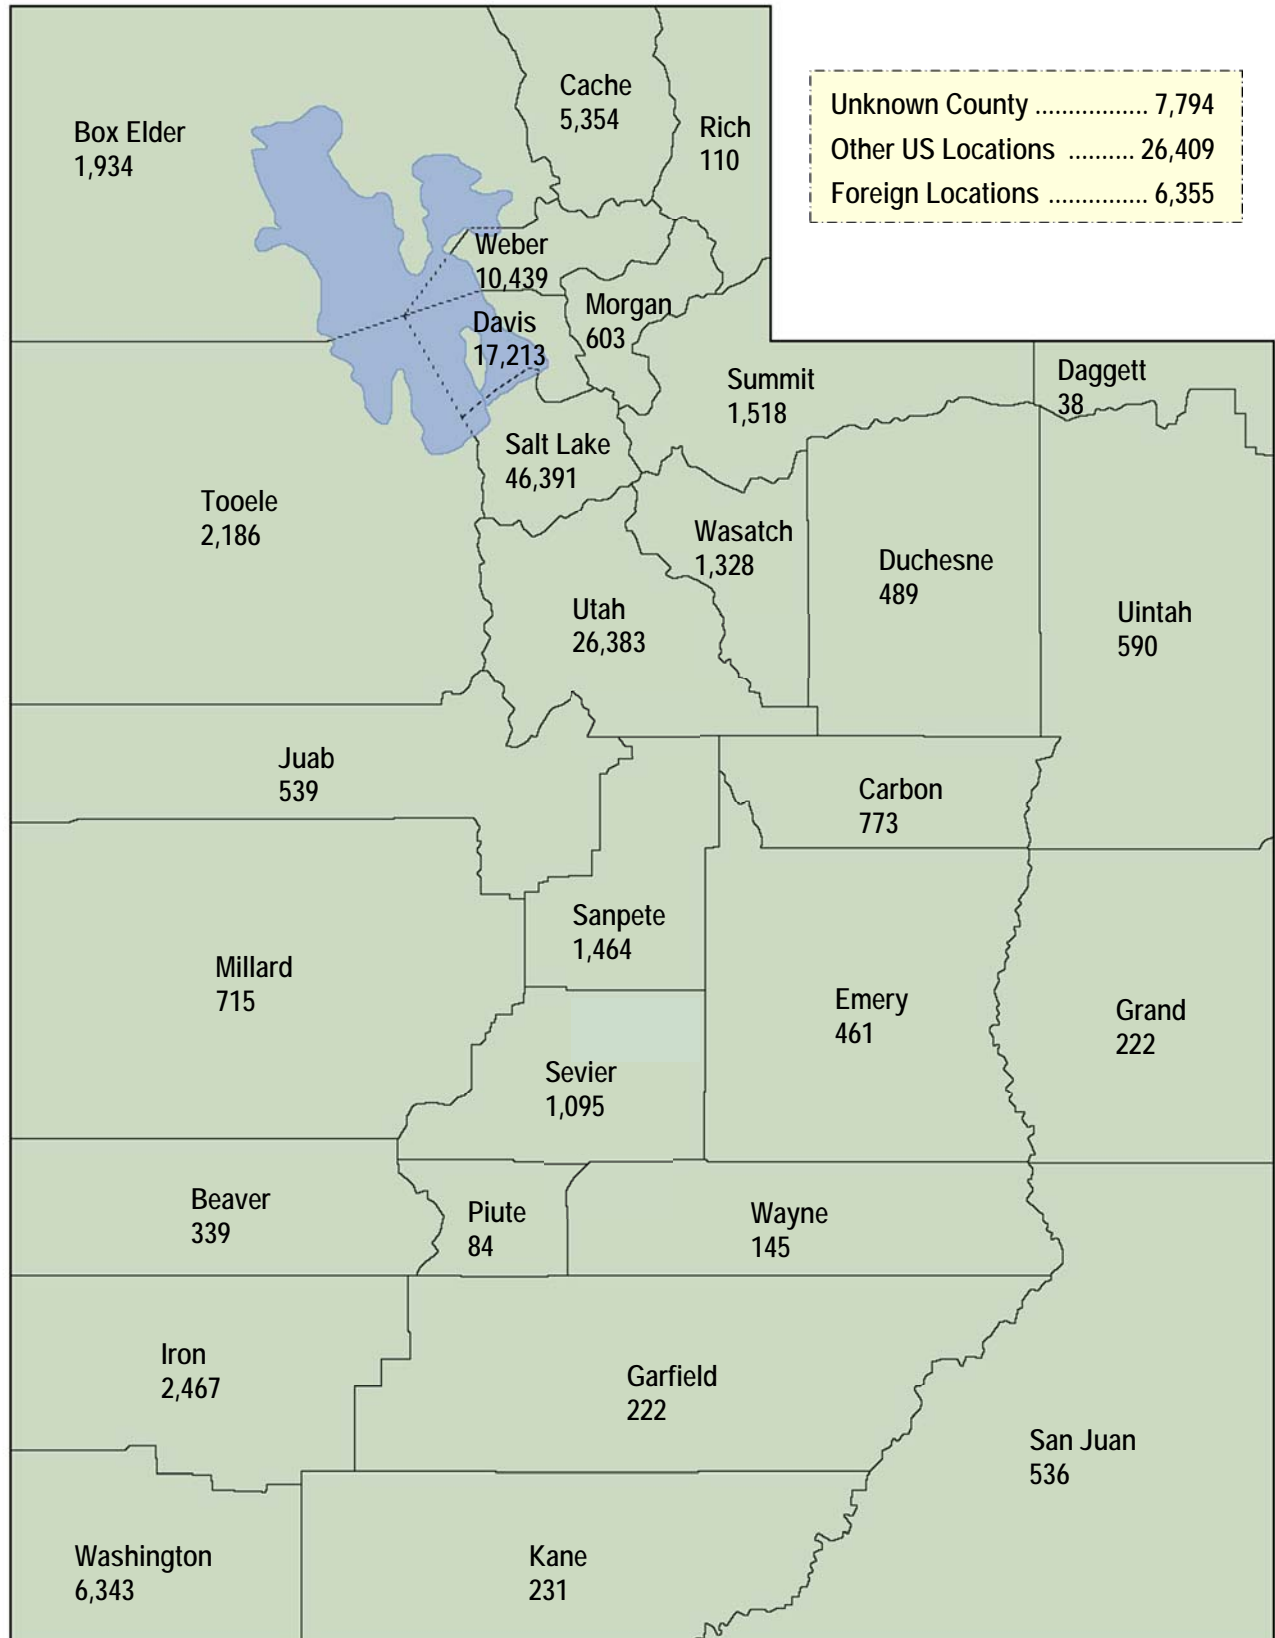 Cache
5,354
Unknown County ................ 7,794
Other US Locations .......... 26,409
Foreign Locations .............. 6,355
Box Elder
1,934
Rich
110
Weber
10,439
Morgan
603
Davis
17,213
Summit
1,518
Daggett
38
Salt Lake
46,391
Tooele
2,186
Wasatch
1,328
Duchesne
489
Utah
26,383
Uintah
590
Juab
539
Carbon
773
Sanpete
1,464
Millard
715
Emery
461
Grand
222
Sevier
1,095
Beaver
339
Piute
84
Wayne
145
Iron
2,467
Garfield
222
San Juan
536
Washington
6,343
Kane
231